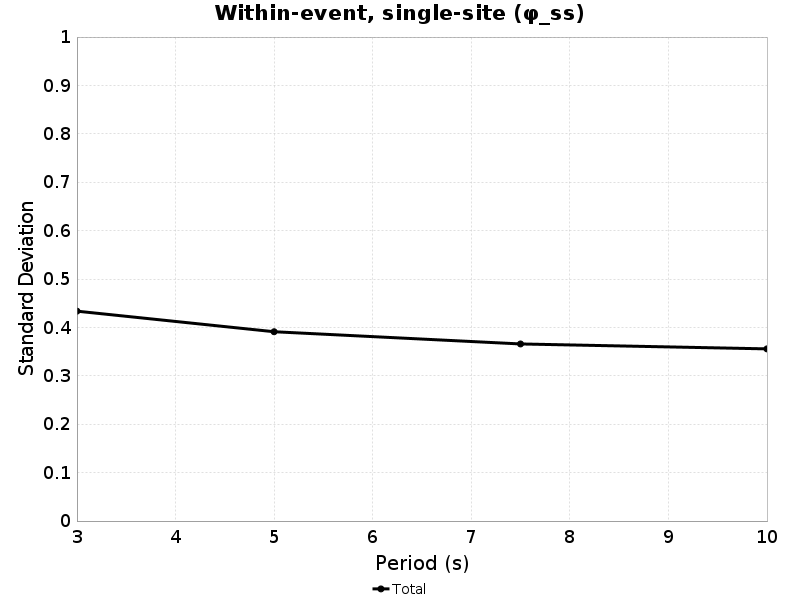 Within-event, single-site (φ_ss)
1
0.9
0.8
0.7
0.6
0.5
0.4
0.3
0.2
0.1
0
Standard Deviation
3 4 5 6 7 8 9 10
Period (s)
Total